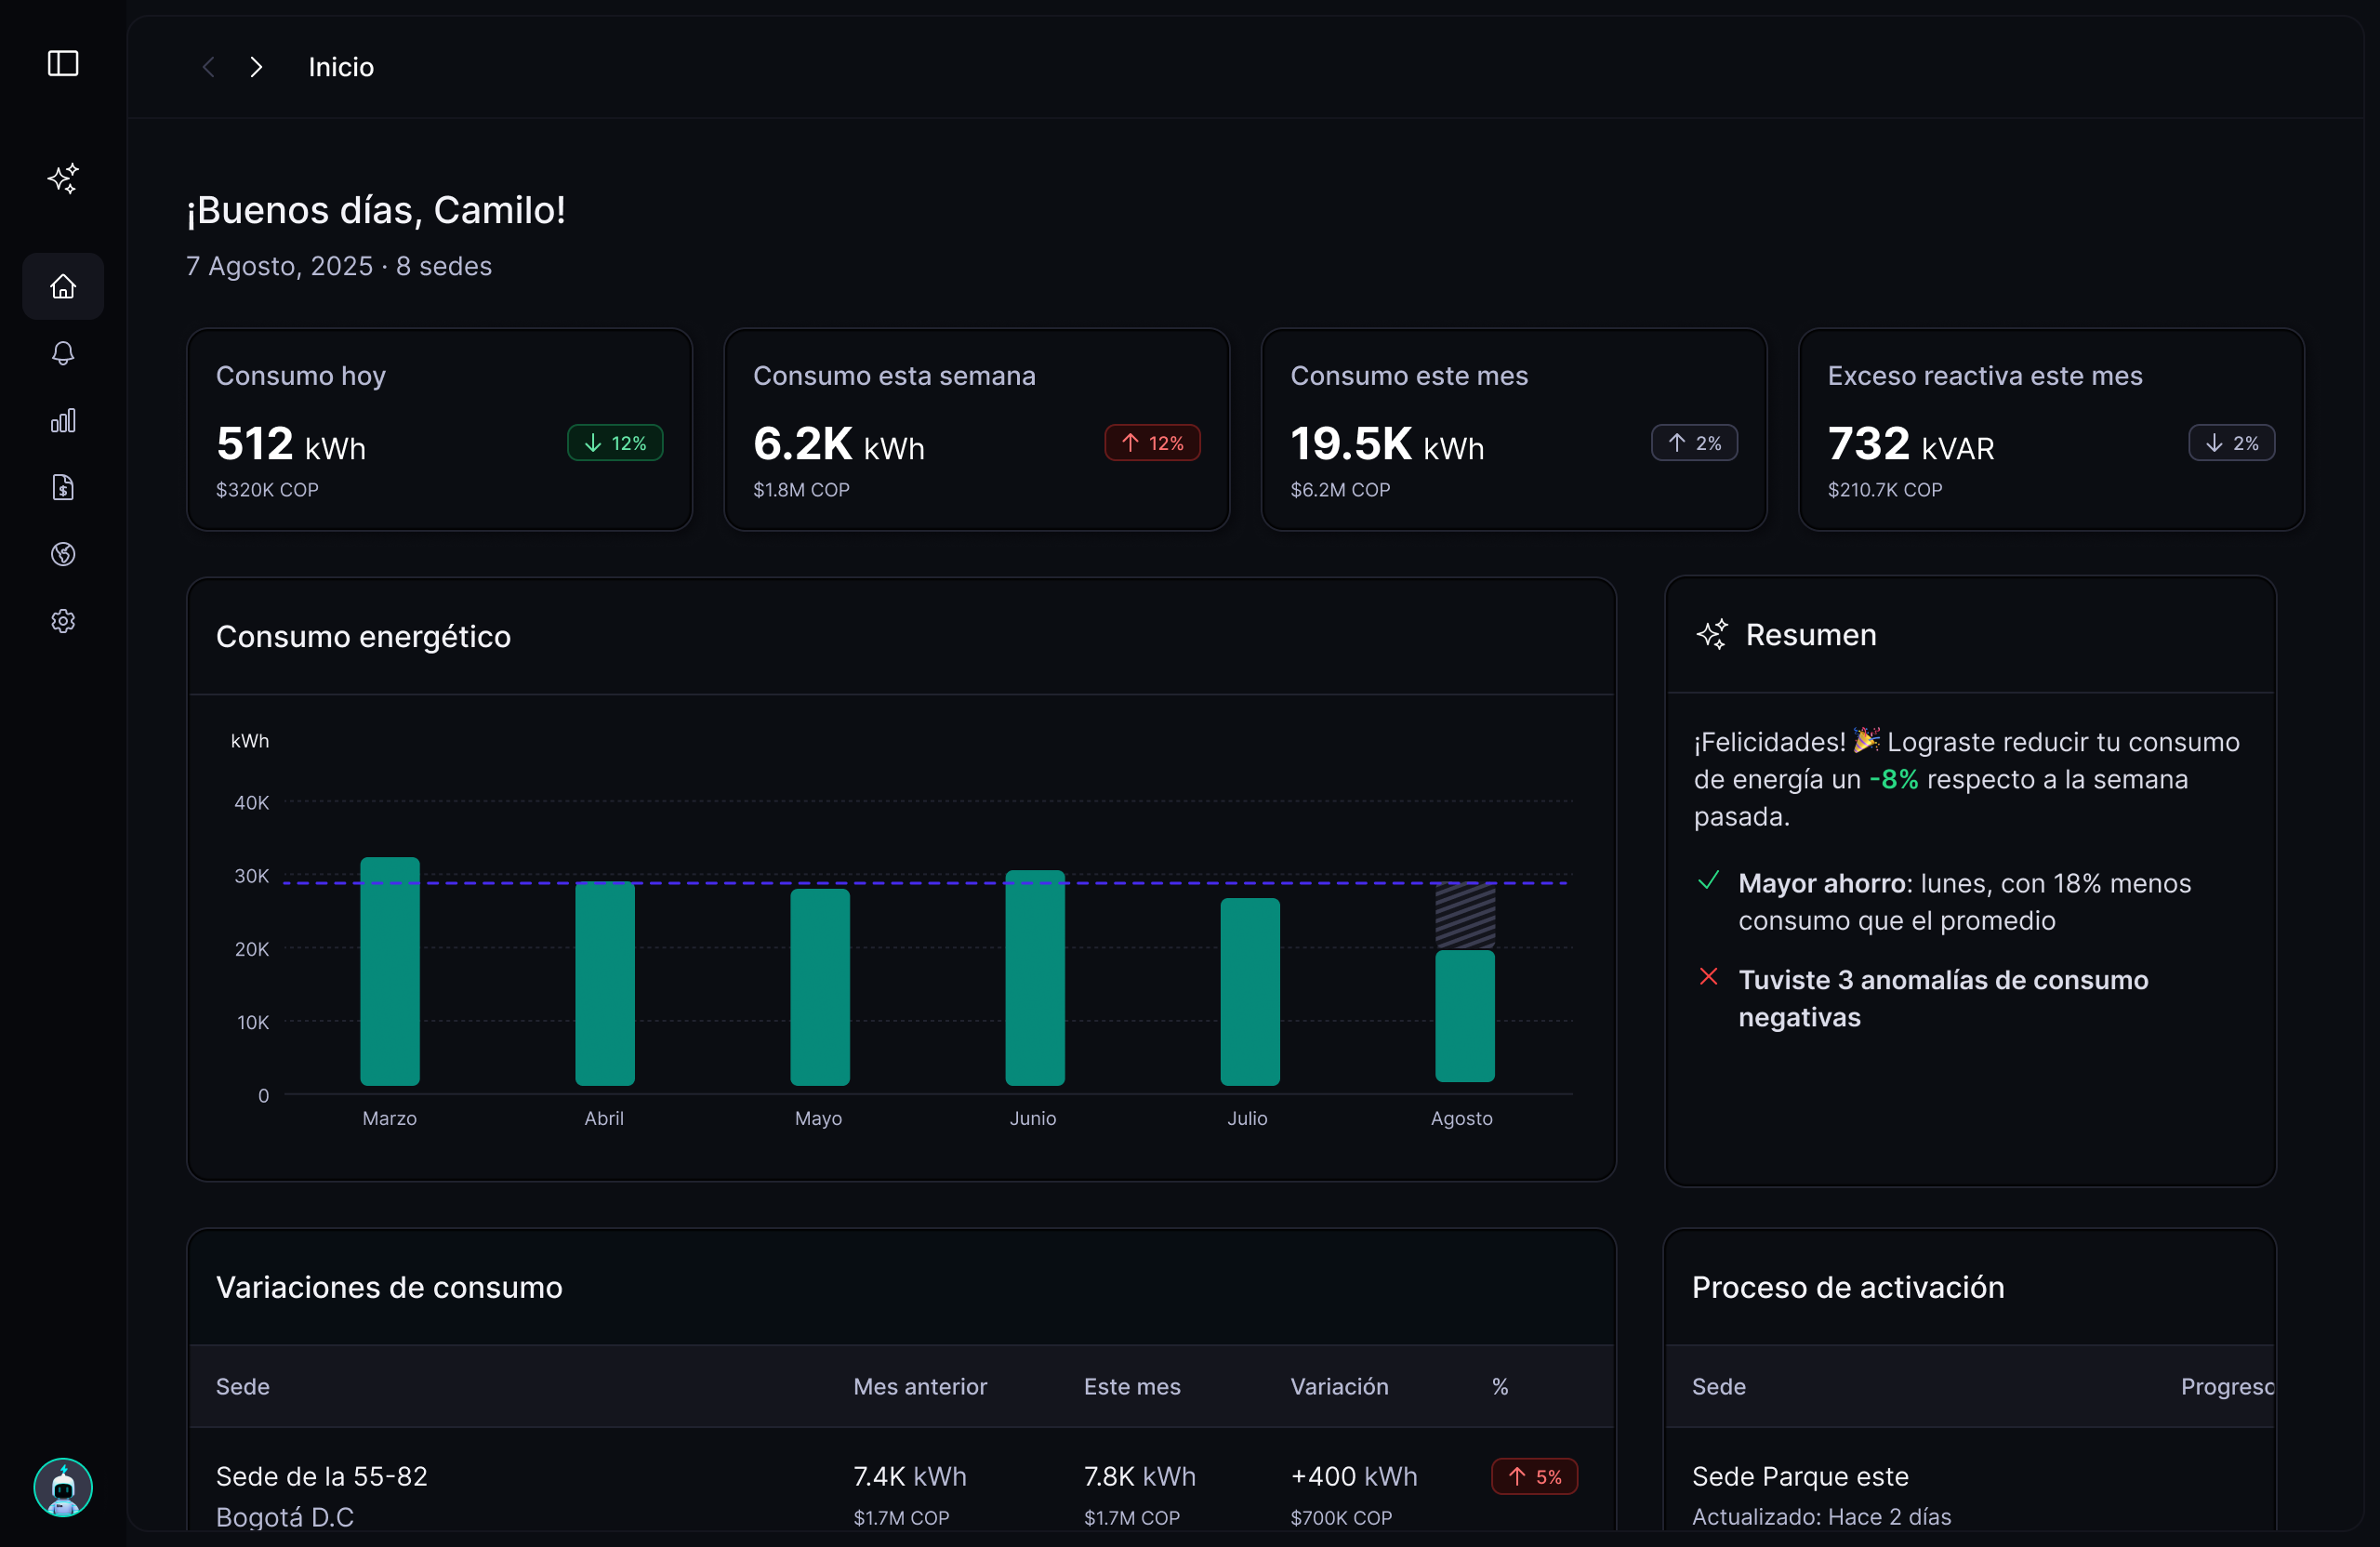 Inicio
¡Buenos días, Camilo!
7 Agosto, 2025 · 8 sedes
Consumo hoy
512 kWh
12%
$320K COP
Consumo esta semana
6.2K kWh
12%
$1.8M COP
Consumo este mes
19.5K kWh
2%
$6.2M COP
Exceso reactiva este mes
732 kVAR
2%
$210.7K COP
Consumo energético
kWh
40K
30K
20K
10K
0
Marzo
Abril
Mayo
Junio
Julio
Agosto
Resumen
¡Felicidades! 🎉 Lograste reducir tu consumo
de energía un -8% respecto a la semana
pasada.
Mayor ahorro: lunes, con 18% menos
consumo que el promedio
Tuviste 3 anomalías de consumo
negativas
Variaciones de consumo
Sede Mes anterior Este mes Variación %
Sede de la 55-82 7.4K kWh 7.8K kWh +400 kWh 5%
Bogotá D.C $1.7M COP $1.7M COP $700K COP
Proceso de activación
Sede Progreso
Sede Parque este
Actualizado: Hace 2 días